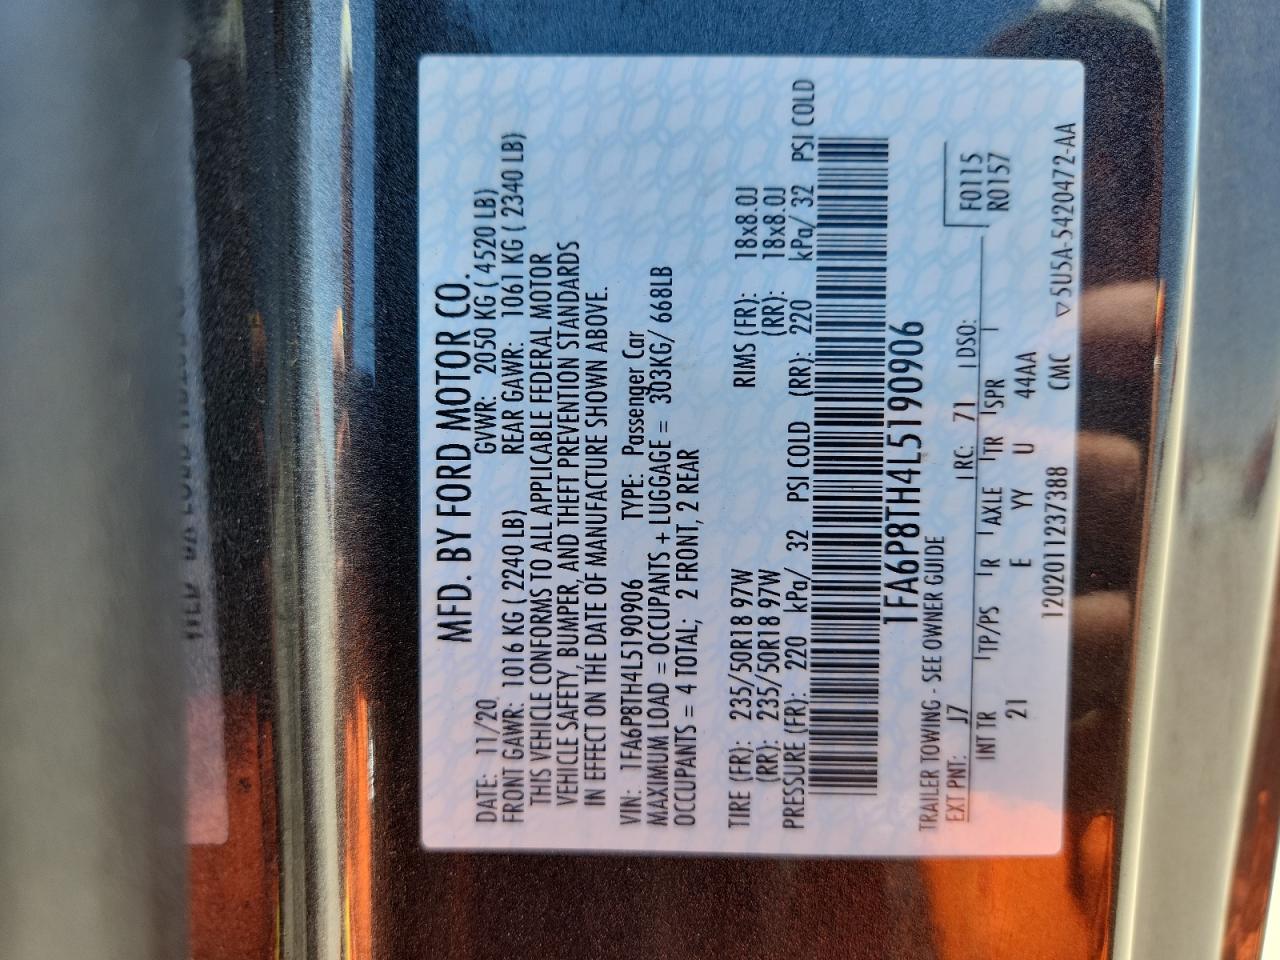 MFD. BY FORD MOTOR CO.
DATE: 11/20 GVWR: 2050 KG ( 4520 LB)
FRONT GAWR: 1016 KG ( 2240 LB) REAR GAWR: 1061 KG ( 2340 LB)
THIS VEHICLE CONFORMS TO ALL APPLICABLE FEDERAL MOTOR
VEHICLE SAFETY, BUMPER, AND THEFT PREVENTION STANDARDS
IN EFFECT ON THE DATE OF MANUFACTURE SHOWN ABOVE.
VIN: 1FA6P8TH4L5190906 TYPE: Passenger Car
MAXIMUM LOAD = OCCUPANTS + LUGGAGE = 303KG/ 668LB
OCCUPANTS = 4 TOTAL; 2 FRONT, 2 REAR
TIRE (FR): 235/50R18 97W RIMS (FR): 18x8.0J
(RR): 235/50R18 97W (RR): 18x8.0J
PRESSURE (FR): 220 kPa/ 32 PSI COLD (RR): 220 kPa/ 32 PSI COLD
1FA6P8TH4L5190906
TRAILER TOWING - SEE OWNER GUIDE
EXT PNT: J7 RC: 71 DSO: F0115
R0157
INT TR TP/PS R AXLE TR SPR
21 E YY U 44AA
12020111237388 CMC ▽5U5A-5420472-AA